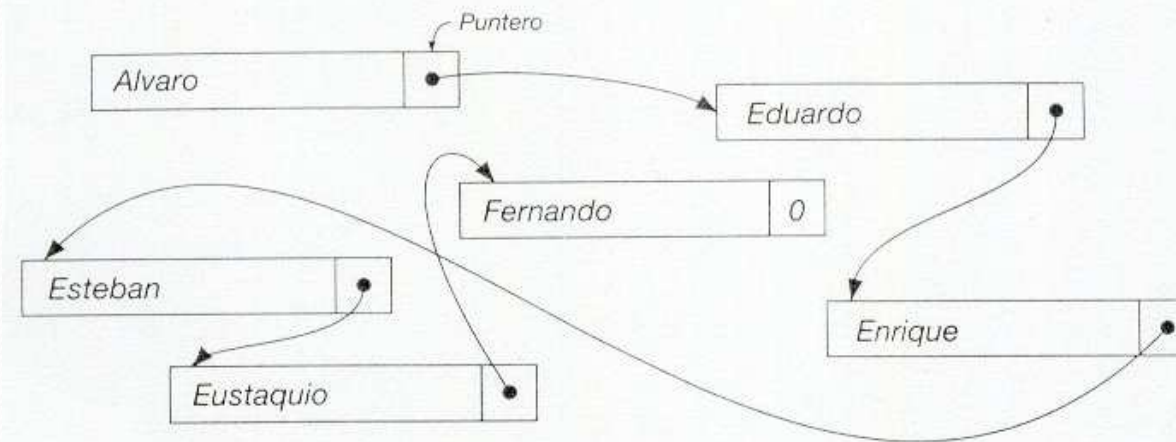 Puntero
Alvaro
Eduardo
Fernando 0
Esteban
Enrique
Eustaquio